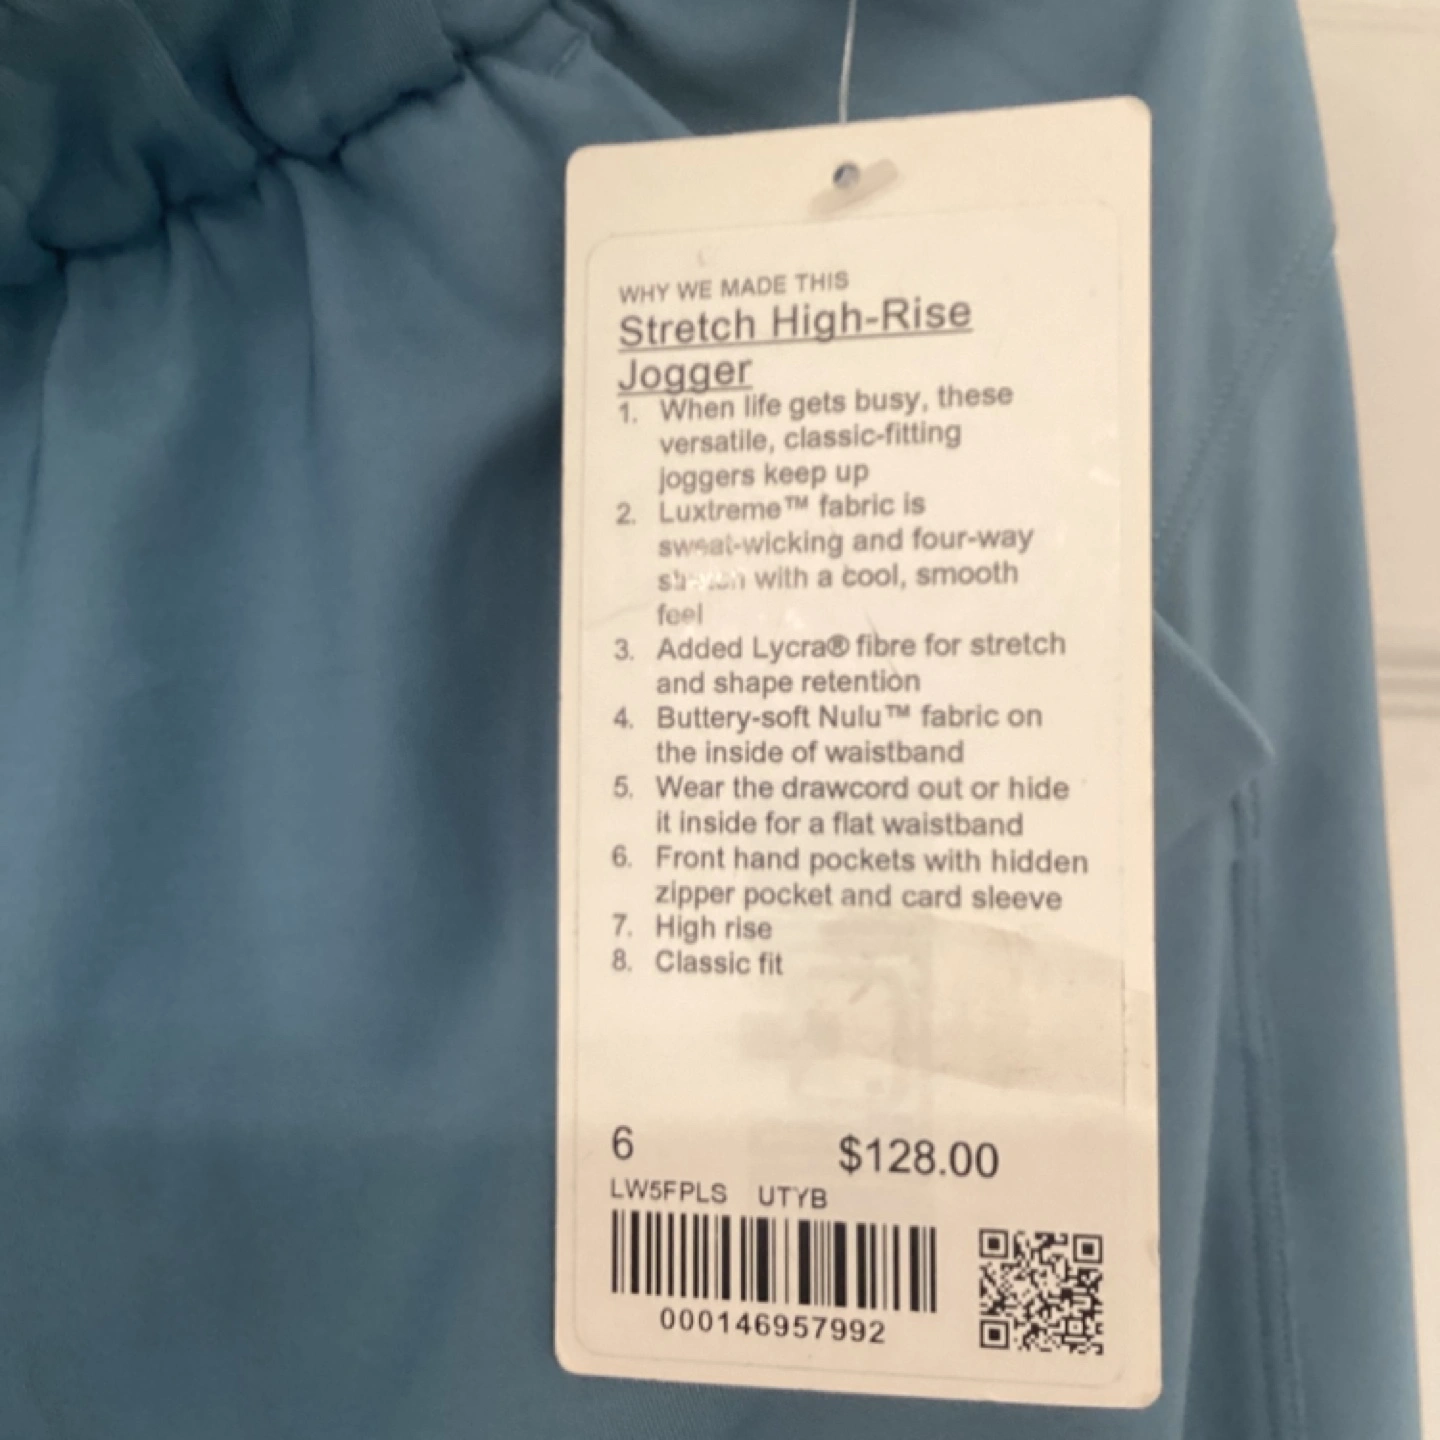 WHY WE MADE THIS
Stretch High-Rise
Jogger
1. When life gets busy, these
versatile, classic-fitting
joggers keep up
2. Luxtreme™ fabric is
sweat-wicking and four-way
with a cool, smooth
feel
3. Added Lycra® fibre for stretch
and shape retention
4. Buttery-soft Nulu™ fabric on
the inside of waistband
5. Wear the drawcord out or hide
it inside for a flat waistband
6. Front hand pockets with hidden
zipper pocket and card sleeve
7. High rise
8. Classic fit
6 $128.00
LW5FPLS UTYB
000146957992